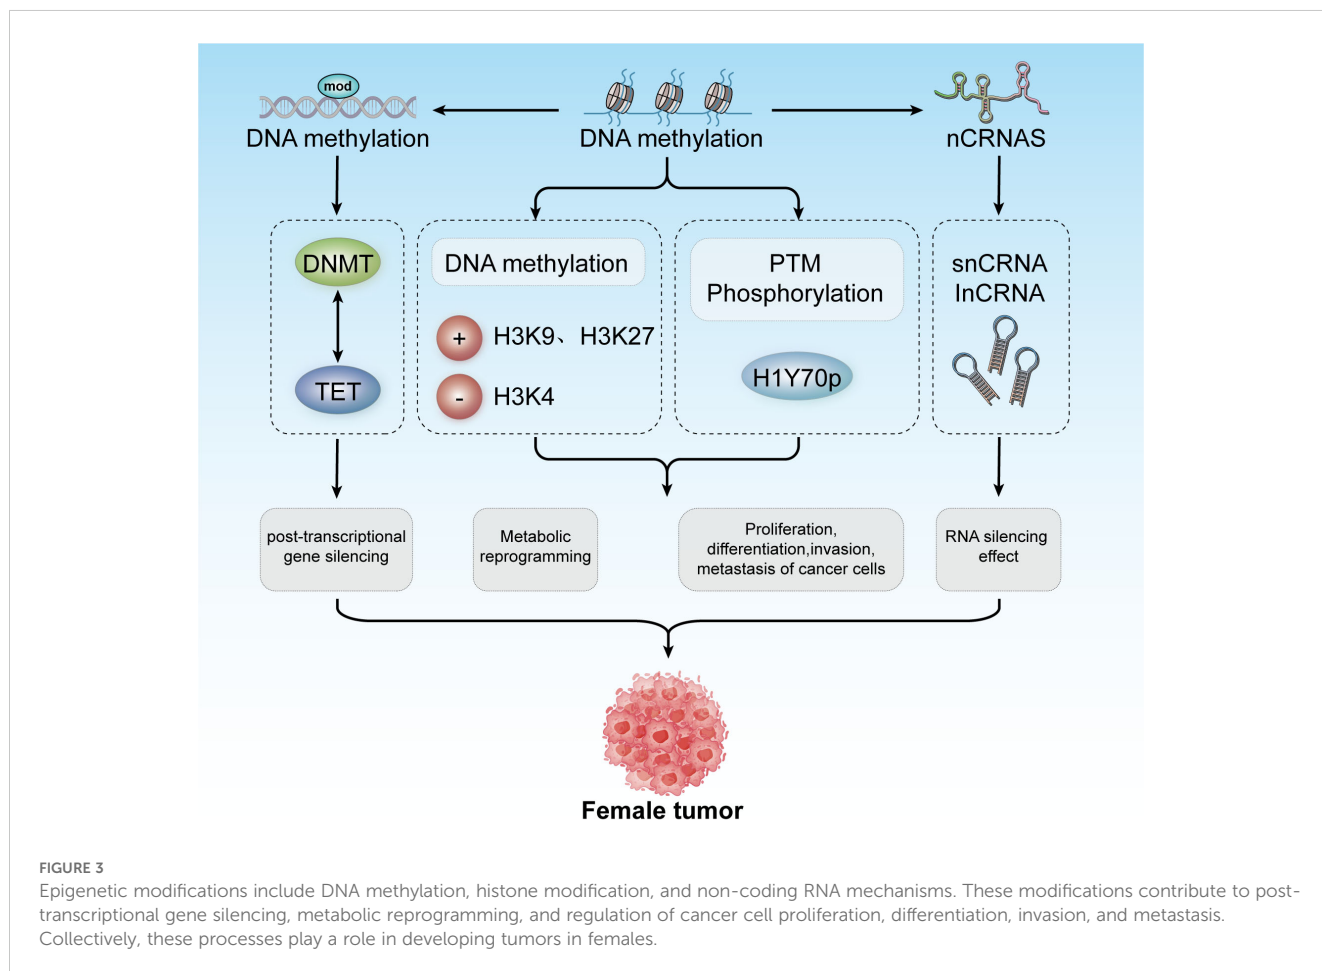 mod
DNA methylation
DNA methylation
nCRNAS
DNMT
TET
DNA methylation
+ H3K9、H3K27
- H3K4
PTM
Phosphorylation
H1Y70p
snCRNA
lnCRNA
post-transcriptional
gene silencing
Metabolic
reprogramming
Proliferation,
differentiation,invasion,
metastasis of cancer cells
RNA silencing
effect
Female tumor
FIGURE 3
Epigenetic modifications include DNA methylation, histone modification, and non-coding RNA mechanisms. These modifications contribute to post-
transcriptional gene silencing, metabolic reprogramming, and regulation of cancer cell proliferation, differentiation, invasion, and metastasis.
Collectively, these processes play a role in developing tumors in females.